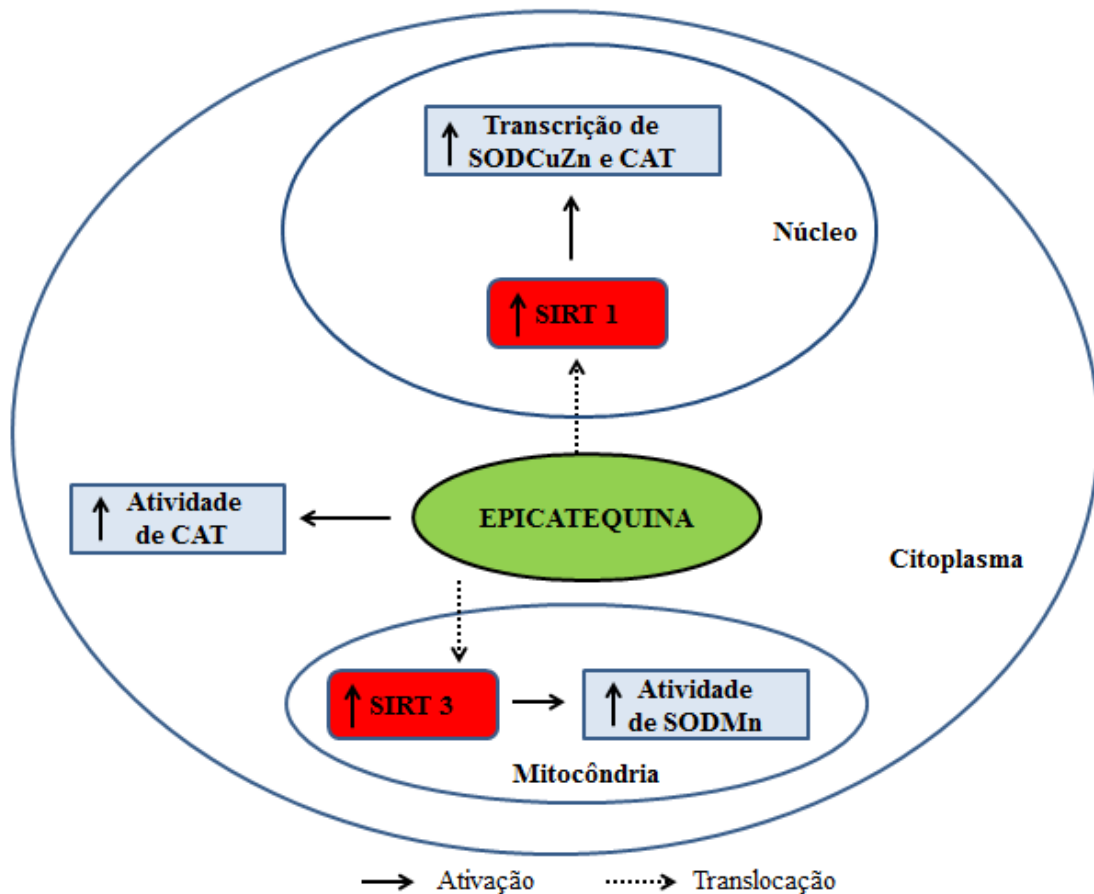 Transcrição de
SODCuZn e CAT
Núcleo
SIRT 1
EPICATEQUINA
Atividade
de CAT
Citoplasma
SIRT 3
Atividade
de SODMn
Mitocôndria
Ativação
Translocação